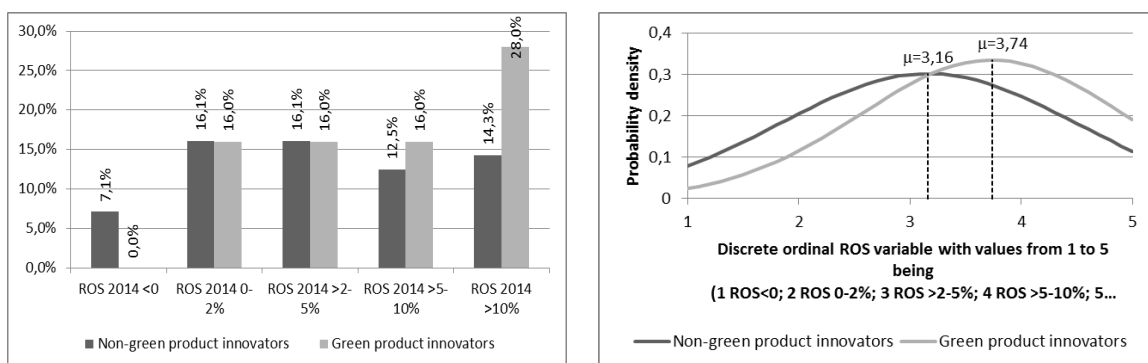 30,0%
25,0%
20,0%
15,0%
10,0%
5,0%
0,0%
7,1%
0,0%
16,1%
16,0%
16,1%
16,0%
12,5%
16,0%
14,3%
28,0%
ROS 2014 <0
ROS 2014 0-
2%
ROS 2014 >2-
5%
ROS 2014 >5-
10%
ROS 2014
>10%
Non-green product innovators
Green product innovators
Probability density
0,4
0,3
0,2
0,1
0
μ=3,16
μ=3,74
1 2 3 4 5
Discrete ordinal ROS variable with values from 1 to 5
being
(1 ROS<0; 2 ROS 0-2%; 3 ROS >2-5%; 4 ROS >5-10%; 5...
Non-green product innovators
Green product innovators